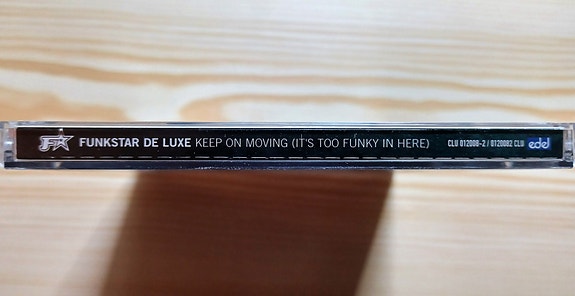 FUNKSTAR DE LUXE KEEP ON MOVING (IT'S TOO FUNKY IN HERE) CLU 012008-2 / 0120082 CLU edel